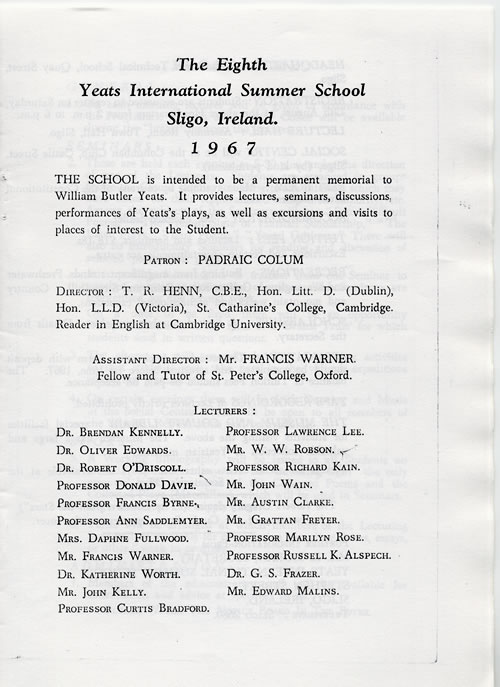 The Eighth
Yeats International Summer School
Sligo, Ireland.
1967
THE SCHOOL is intended to be a permanent memorial to
William Butler Yeats. It provides lectures, seminars, discussions,
performances of Yeats's plays, as well as excursions and visits to
places of interest to the Student.
PATRON : PADRAIC COLUM
DIRECTOR : T. R. HENN, C.B.E., Hon. Litt. D. (Dublin),
Hon. L.L.D. (Victoria), St. Catharine's College, Cambridge.
Reader in English at Cambridge University.
ASSISTANT DIRECTOR : Mr. FRANCIS WARNER.
Fellow and Tutor of St. Peter's College, Oxford.
LECTURERS :
DR. BRENDAN KENNELLY.
DR. OLIVER EDWARDS.
DR. ROBERT O'DRISCOLL.
PROFESSOR DONALD DAVIE.
PROFESSOR FRANCIS BYRNE.
PROFESSOR ANN SADDLEMYER.
MRS. DAPHNE FULLWOOD.
MR. FRANCIS WARNER.
DR. KATHERINE WORTH.
MR. JOHN KELLY.
PROFESSOR CURTIS BRADFORD.
PROFESSOR LAWRENCE LEE.
MR. W. W. ROBSON.
PROFESSOR RICHARD KAIN.
MR. JOHN WAIN.
MR. AUSTIN CLARKE.
MR. GRATTAN FREYER.
PROFESSOR MARILYN ROSE.
PROFESSOR RUSSELL K. ALSPECH.
DR. G. S. FRAZER.
MR. EDWARD MALINS.